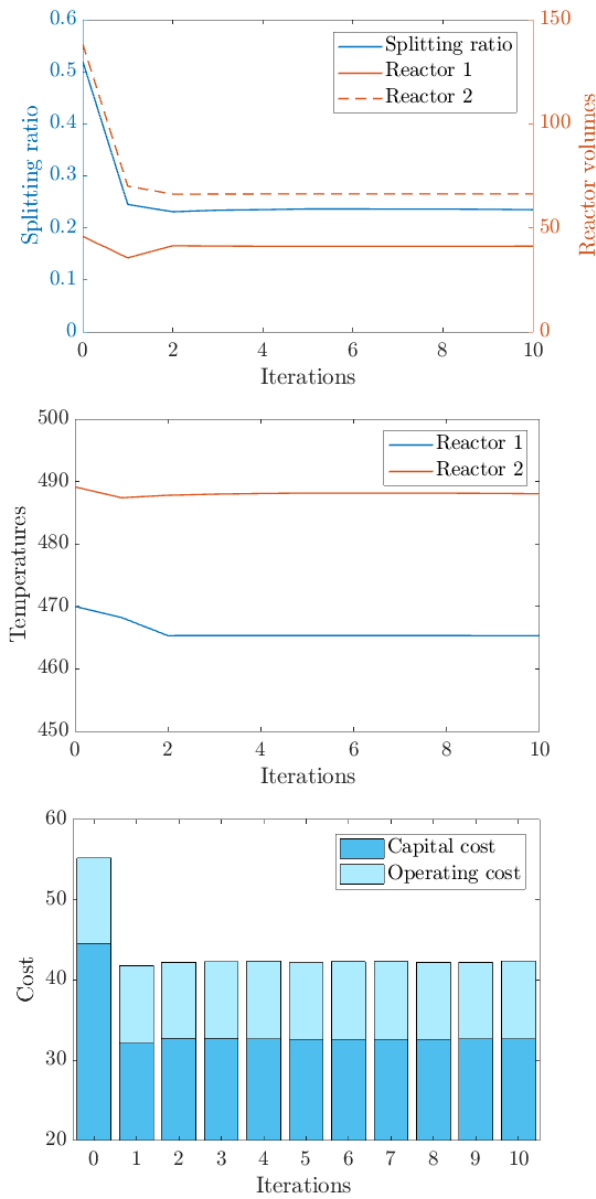 0.6
0.5
0.4
0.3
0.2
0.1
0
Splitting ratio
150
100
50
0
Reactor volumes
Splitting ratio
Reactor 1
Reactor 2
0 2 4 6 8 10
Iterations
500
490
480
470
460
450
Temperatures
Reactor 1
Reactor 2
0 2 4 6 8 10
Iterations
60
50
40
30
20
Cost
Capital cost
Operating cost
0 1 2 3 4 5 6 7 8 9 10
Iterations